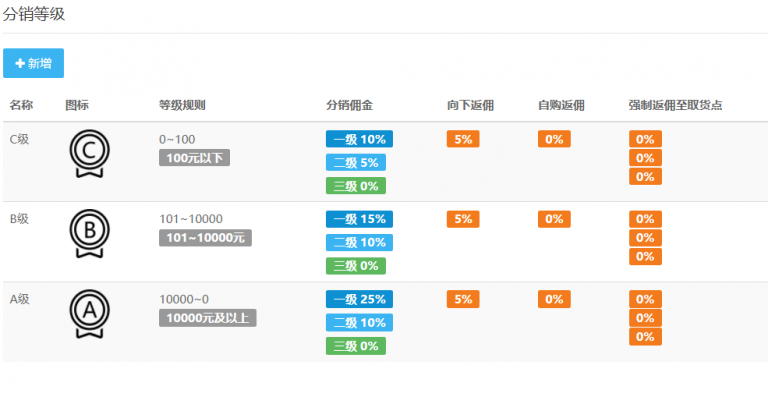 分销等级
新增
名称 图标 等级规则 分销佣金 向下返佣 自购返佣 强制返佣至取货点
C级 C 0~100 一级 10% 5% 0% 0%
100元以下 二级 5% 0%
三级 0% 0%
B级 B 101~10000 一级 15% 5% 0% 0%
101~10000元 二级 10% 0%
三级 0% 0%
A级 A 10000~0 一级 25% 5% 0% 0%
10000元及以上 二级 10% 0%
三级 0% 0%